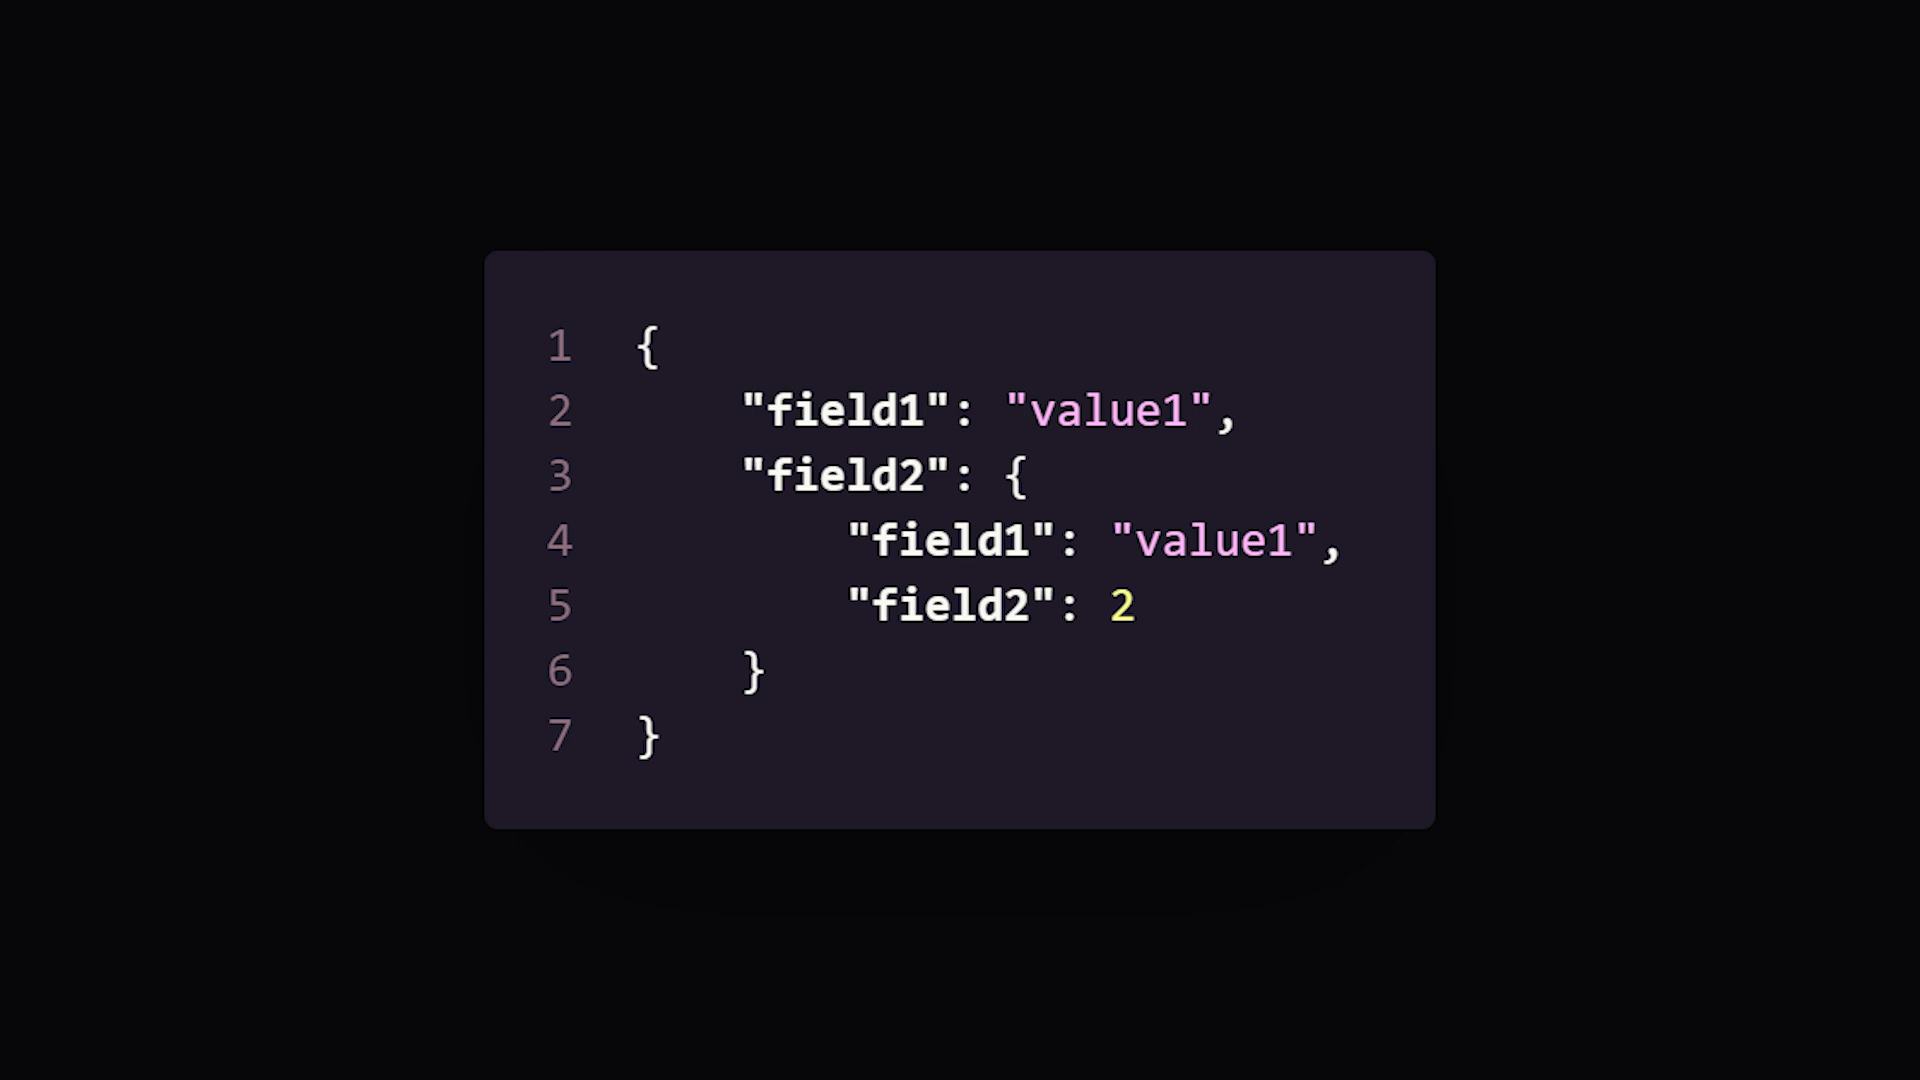 1 {
2     "field1": "value1",
3     "field2": {
4         "field1": "value1",
5         "field2": 2
6     }
7 }